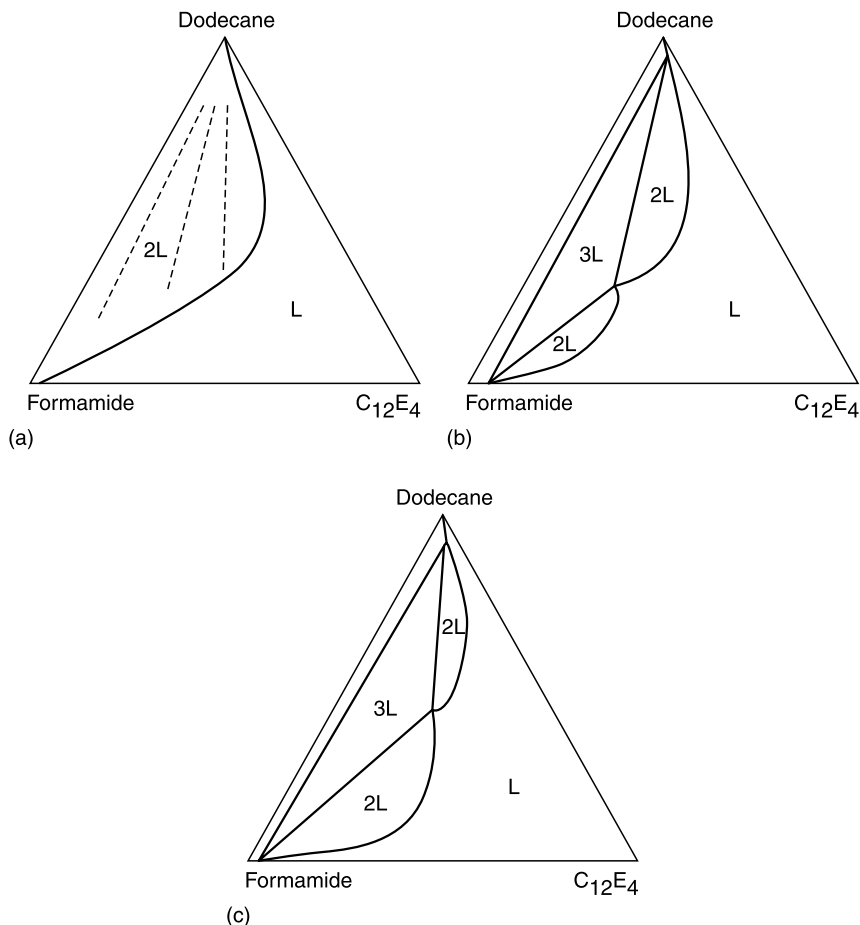 Dodecane
2L
L
Formamide
C12E4
(a)
Dodecane
2L
3L
L
2L
Formamide
C12E4
(b)
Dodecane
2L
3L
L
2L
Formamide
C12E4
(c)